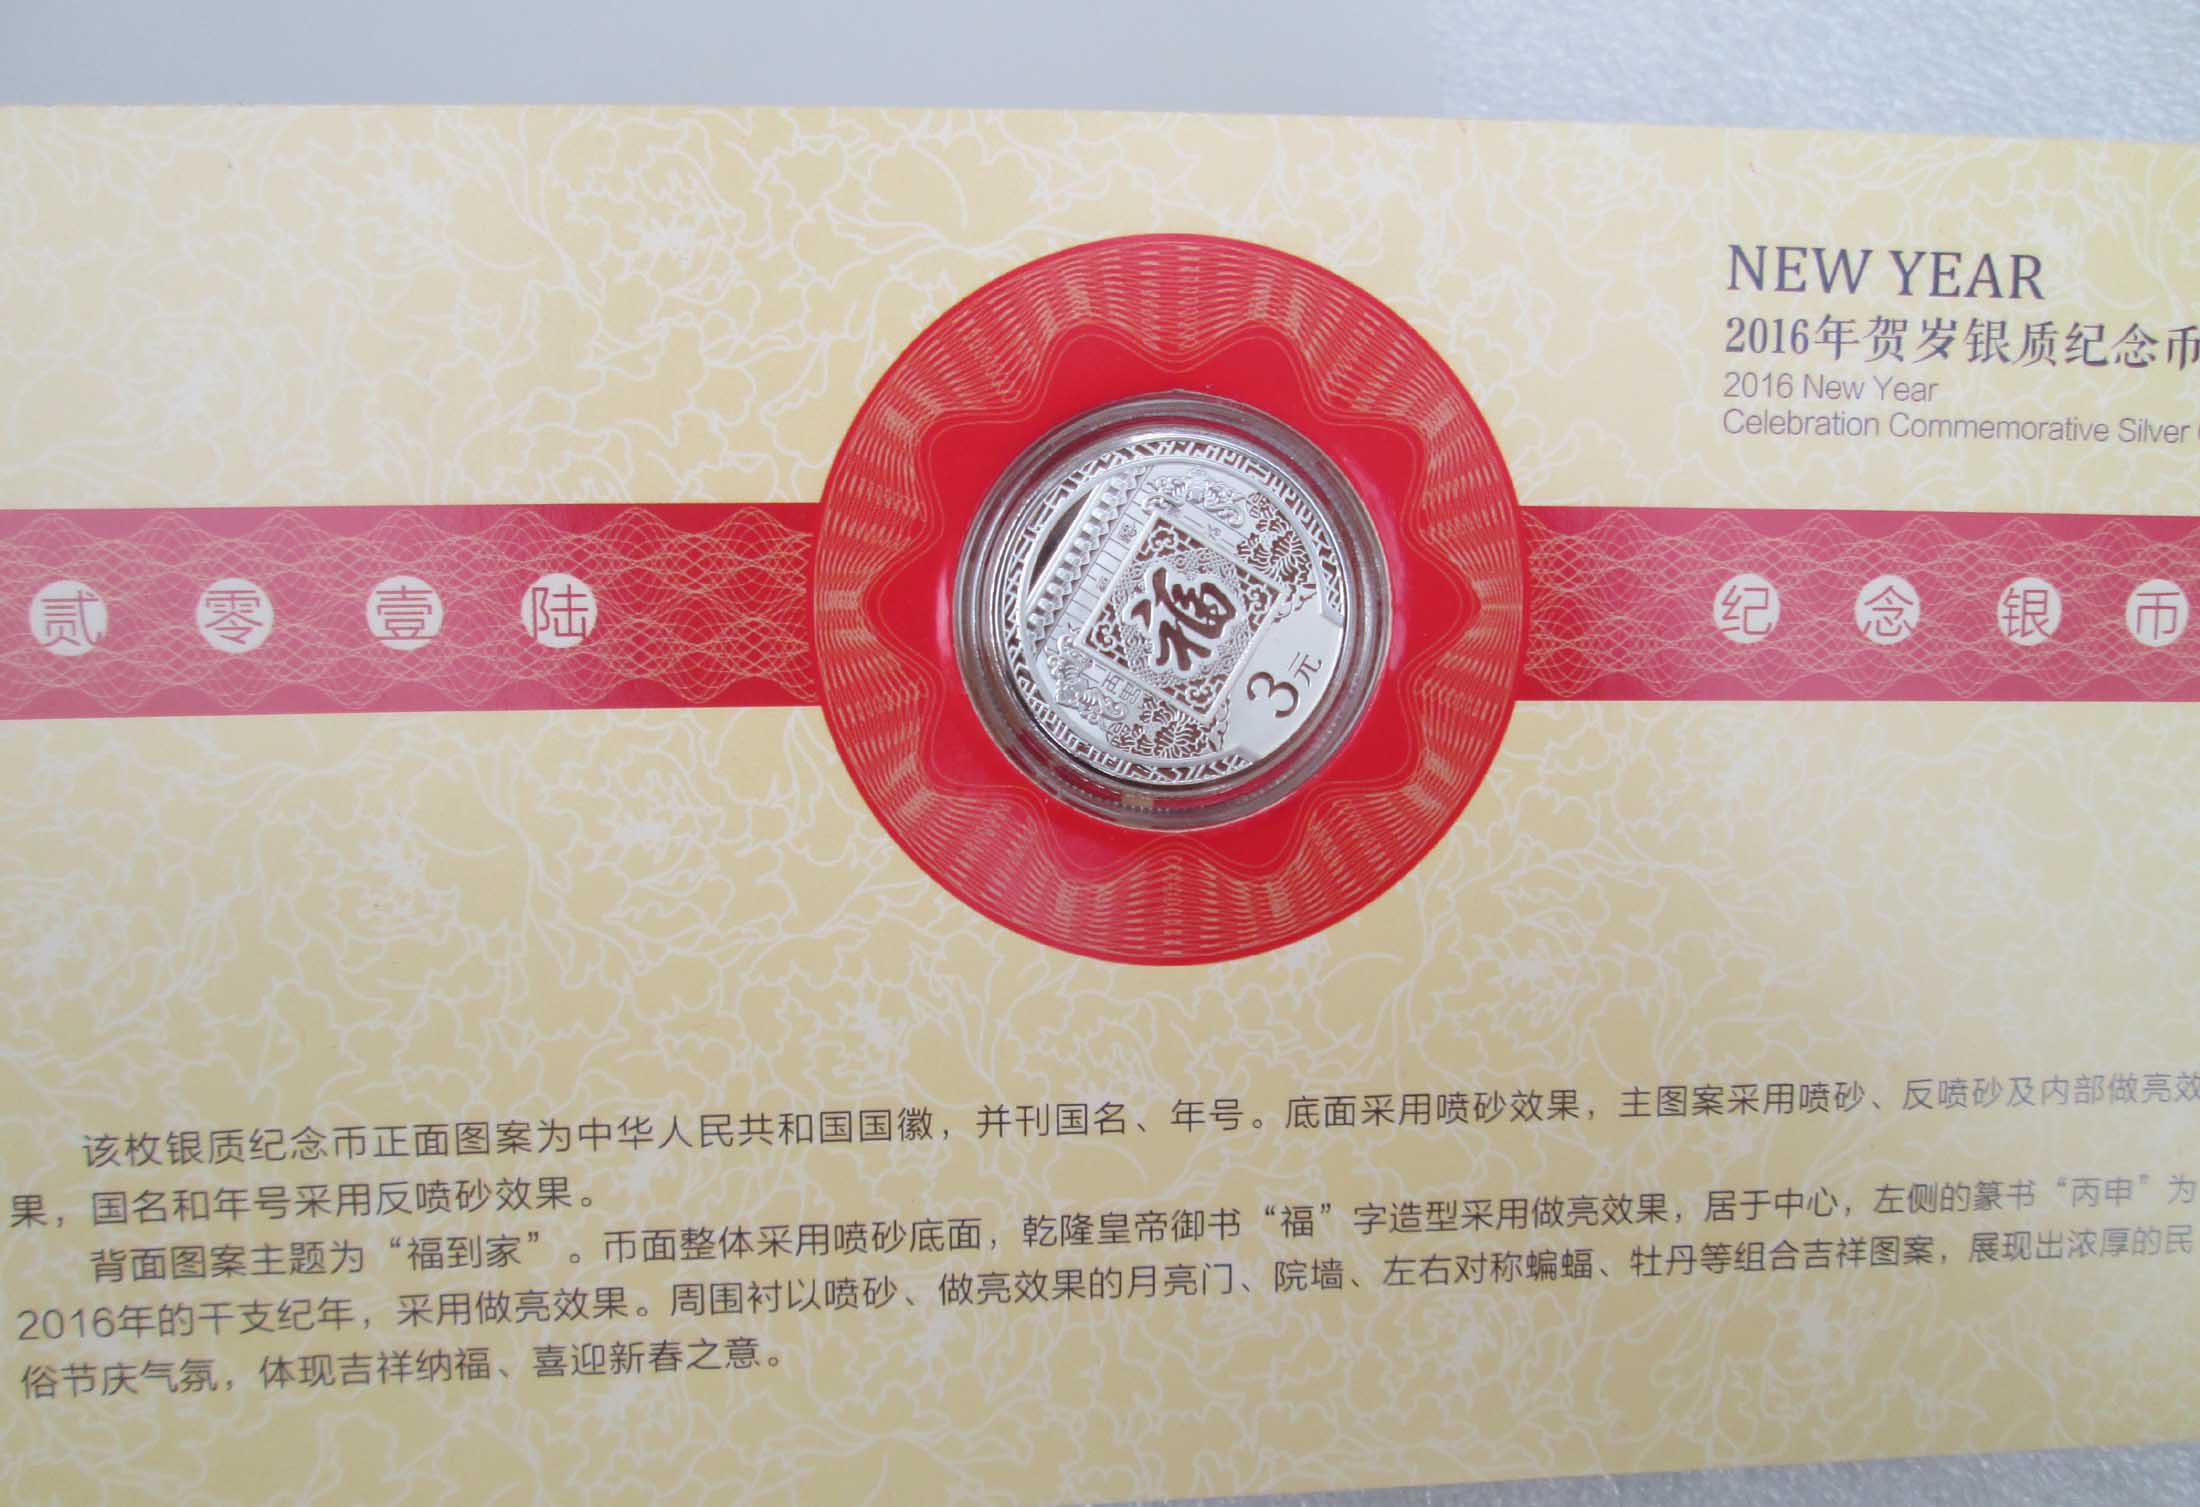 NEW YEAR
2016年贺岁银质纪念币
2016 New Year
Celebration Commemorative Silver
贰零壹陆
福
3元
纪念银币
该枚银质纪念币正面图案为中华人民共和国国徽，并刊国名、年号。底面采用喷砂效果，主图案采用喷砂、反喷砂及内部做亮效
果，国名和年号采用反喷砂效果。
背面图案主题为“福到家”。币面整体采用喷砂底面，乾隆皇帝御书“福”字造型采用做亮效果，居于中心，左侧的篆书“丙申”为
2016年的干支纪年，采用做亮效果。周围衬以喷砂、做亮效果的月亮门、院墙、左右对称蝙蝠、牡丹等组合吉祥图案，展现出浓厚的民
俗节庆气氛，体现吉祥纳福、喜迎新春之意。